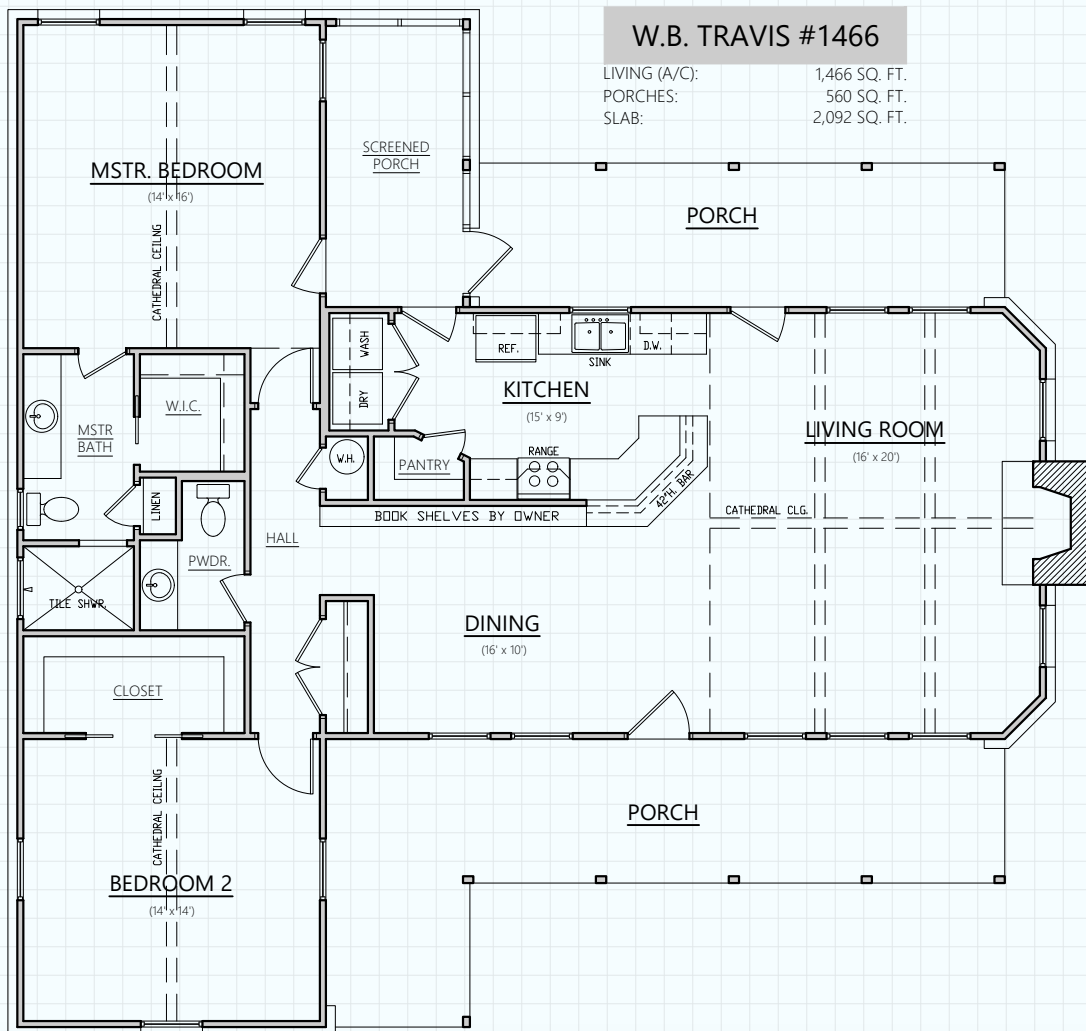 W.B. TRAVIS #1466
LIVING (A/C): 1,466 SQ. FT.
PORCHES: 560 SQ. FT.
SLAB: 2,092 SQ. FT.
MSTR. BEDROOM
(14' x 16')
CATHEDRAL CEILNG
SCREENED
PORCH
PORCH
WASH
DRY
REF.
SINK
D.W.
KITCHEN
(15' x 9')
W.I.C.
MSTR
BATH
LINEN
W.H.
PANTRY
RANGE
42"H. BAR
LIVING ROOM
(16' x 20')
CATHEDRAL CLG.
BOOK SHELVES BY OWNER
HALL
PWDR.
TILE SHWR.
DINING
(16' x 10')
CLOSET
CATHEDRAL CEILNG
BEDROOM 2
(14' x 14')
PORCH